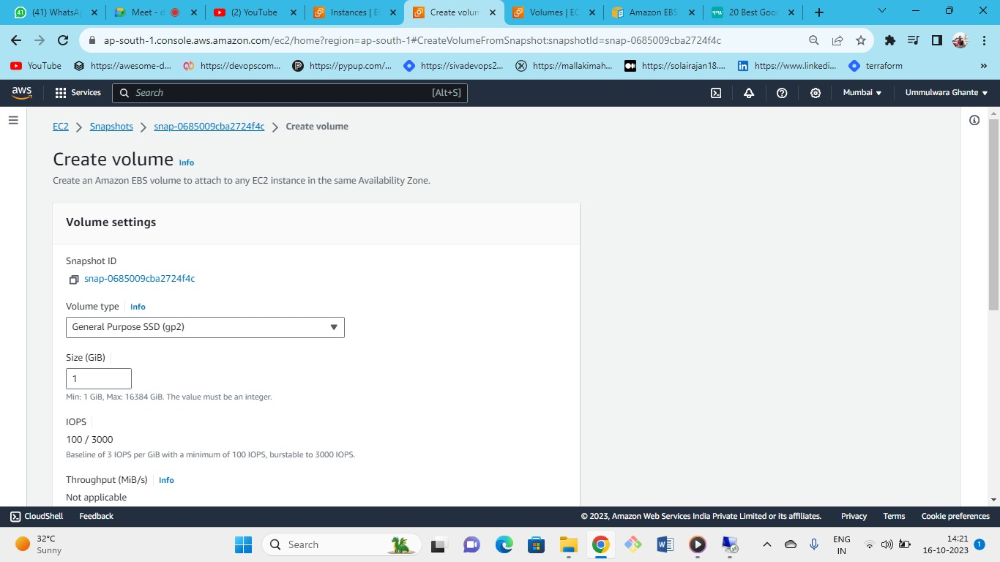 (41) WhatsA
Meet - d
(2) YouTube
Instances | E
Create volum
Volumes | EC
Amazon EBS
20 Best Goo
ap-south-1.console.aws.amazon.com/ec2/home?region=ap-south-1#CreateVolumeFromSnapshot:snapshotId=snap-0685009cba2724f4c
YouTube
https://awesome-d...
https://devopscom...
https://pypup.com/...
https://sivadevops2...
https://mallakimah...
https://solairajan18....
https://www.linkedi...
terraform
aws
Services
Search
[Alt+S]
Mumbai
Ummulwara Ghante
EC2
Snapshots
snap-0685009cba2724f4c
Create volume
Create volume Info
Create an Amazon EBS volume to attach to any EC2 instance in the same Availability Zone.
Volume settings
Snapshot ID
snap-0685009cba2724f4c
Volume type Info
General Purpose SSD (gp2)
Size (GiB)
1
Min: 1 GiB, Max: 16384 GiB. The value must be an integer.
IOPS
100 / 3000
Baseline of 3 IOPS per GiB with a minimum of 100 IOPS, burstable to 3000 IOPS.
Throughput (MiB/s) Info
Not applicable
CloudShell
Feedback
© 2023, Amazon Web Services India Private Limited or its affiliates.
Privacy
Terms
Cookie preferences
32°C
Sunny
Search
ENG
IN
14:21
16-10-2023
1